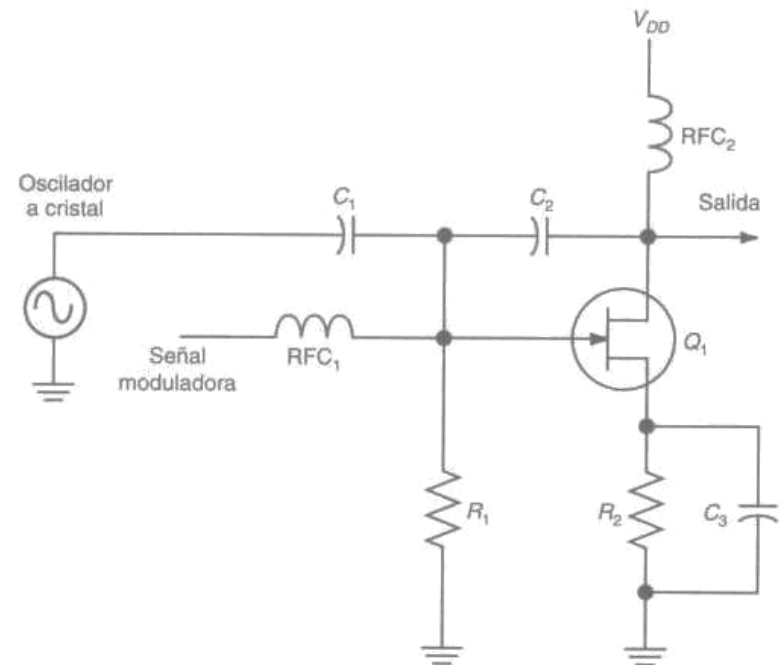 V_DD
RFC₂
Oscilador
a cristal
C₁
C₂
Salida
Señal
moduladora
RFC₁
Q₁
R₁
R₂
C₃